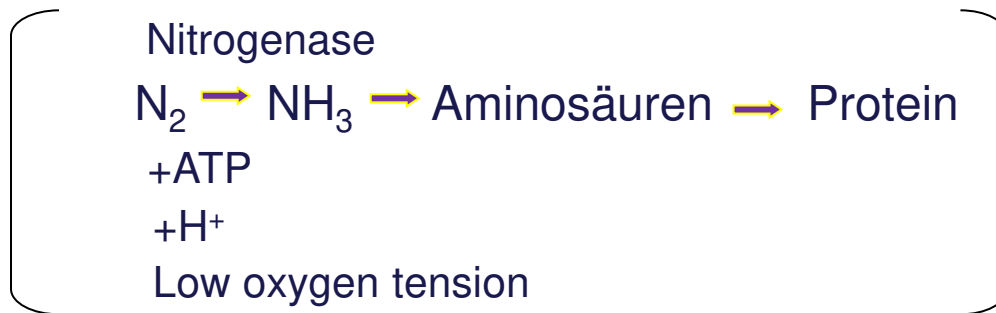 Nitrogenase
N₂ → NH₃ → Aminosäuren → Protein
+ATP
+H⁺
Low oxygen tension